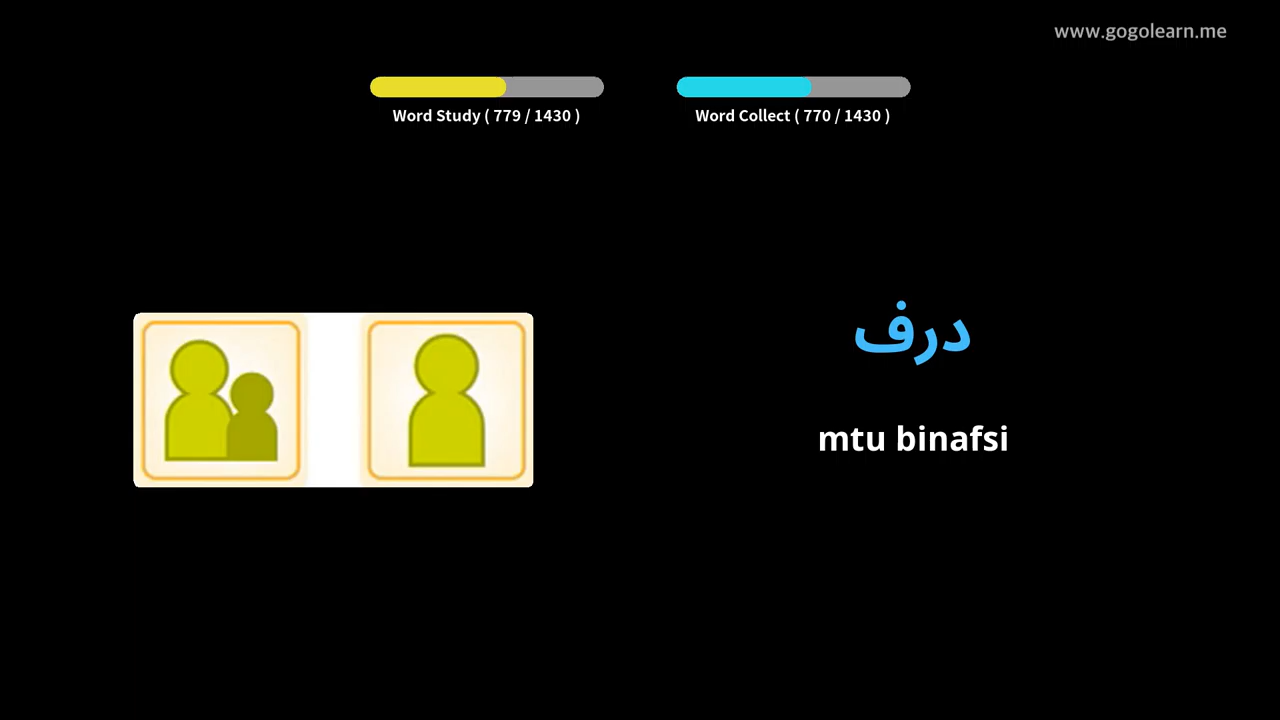 www.gogolearn.me
Word Study ( 779 / 1430 )
Word Collect ( 770 / 1430 )
درف
mtu binafsi